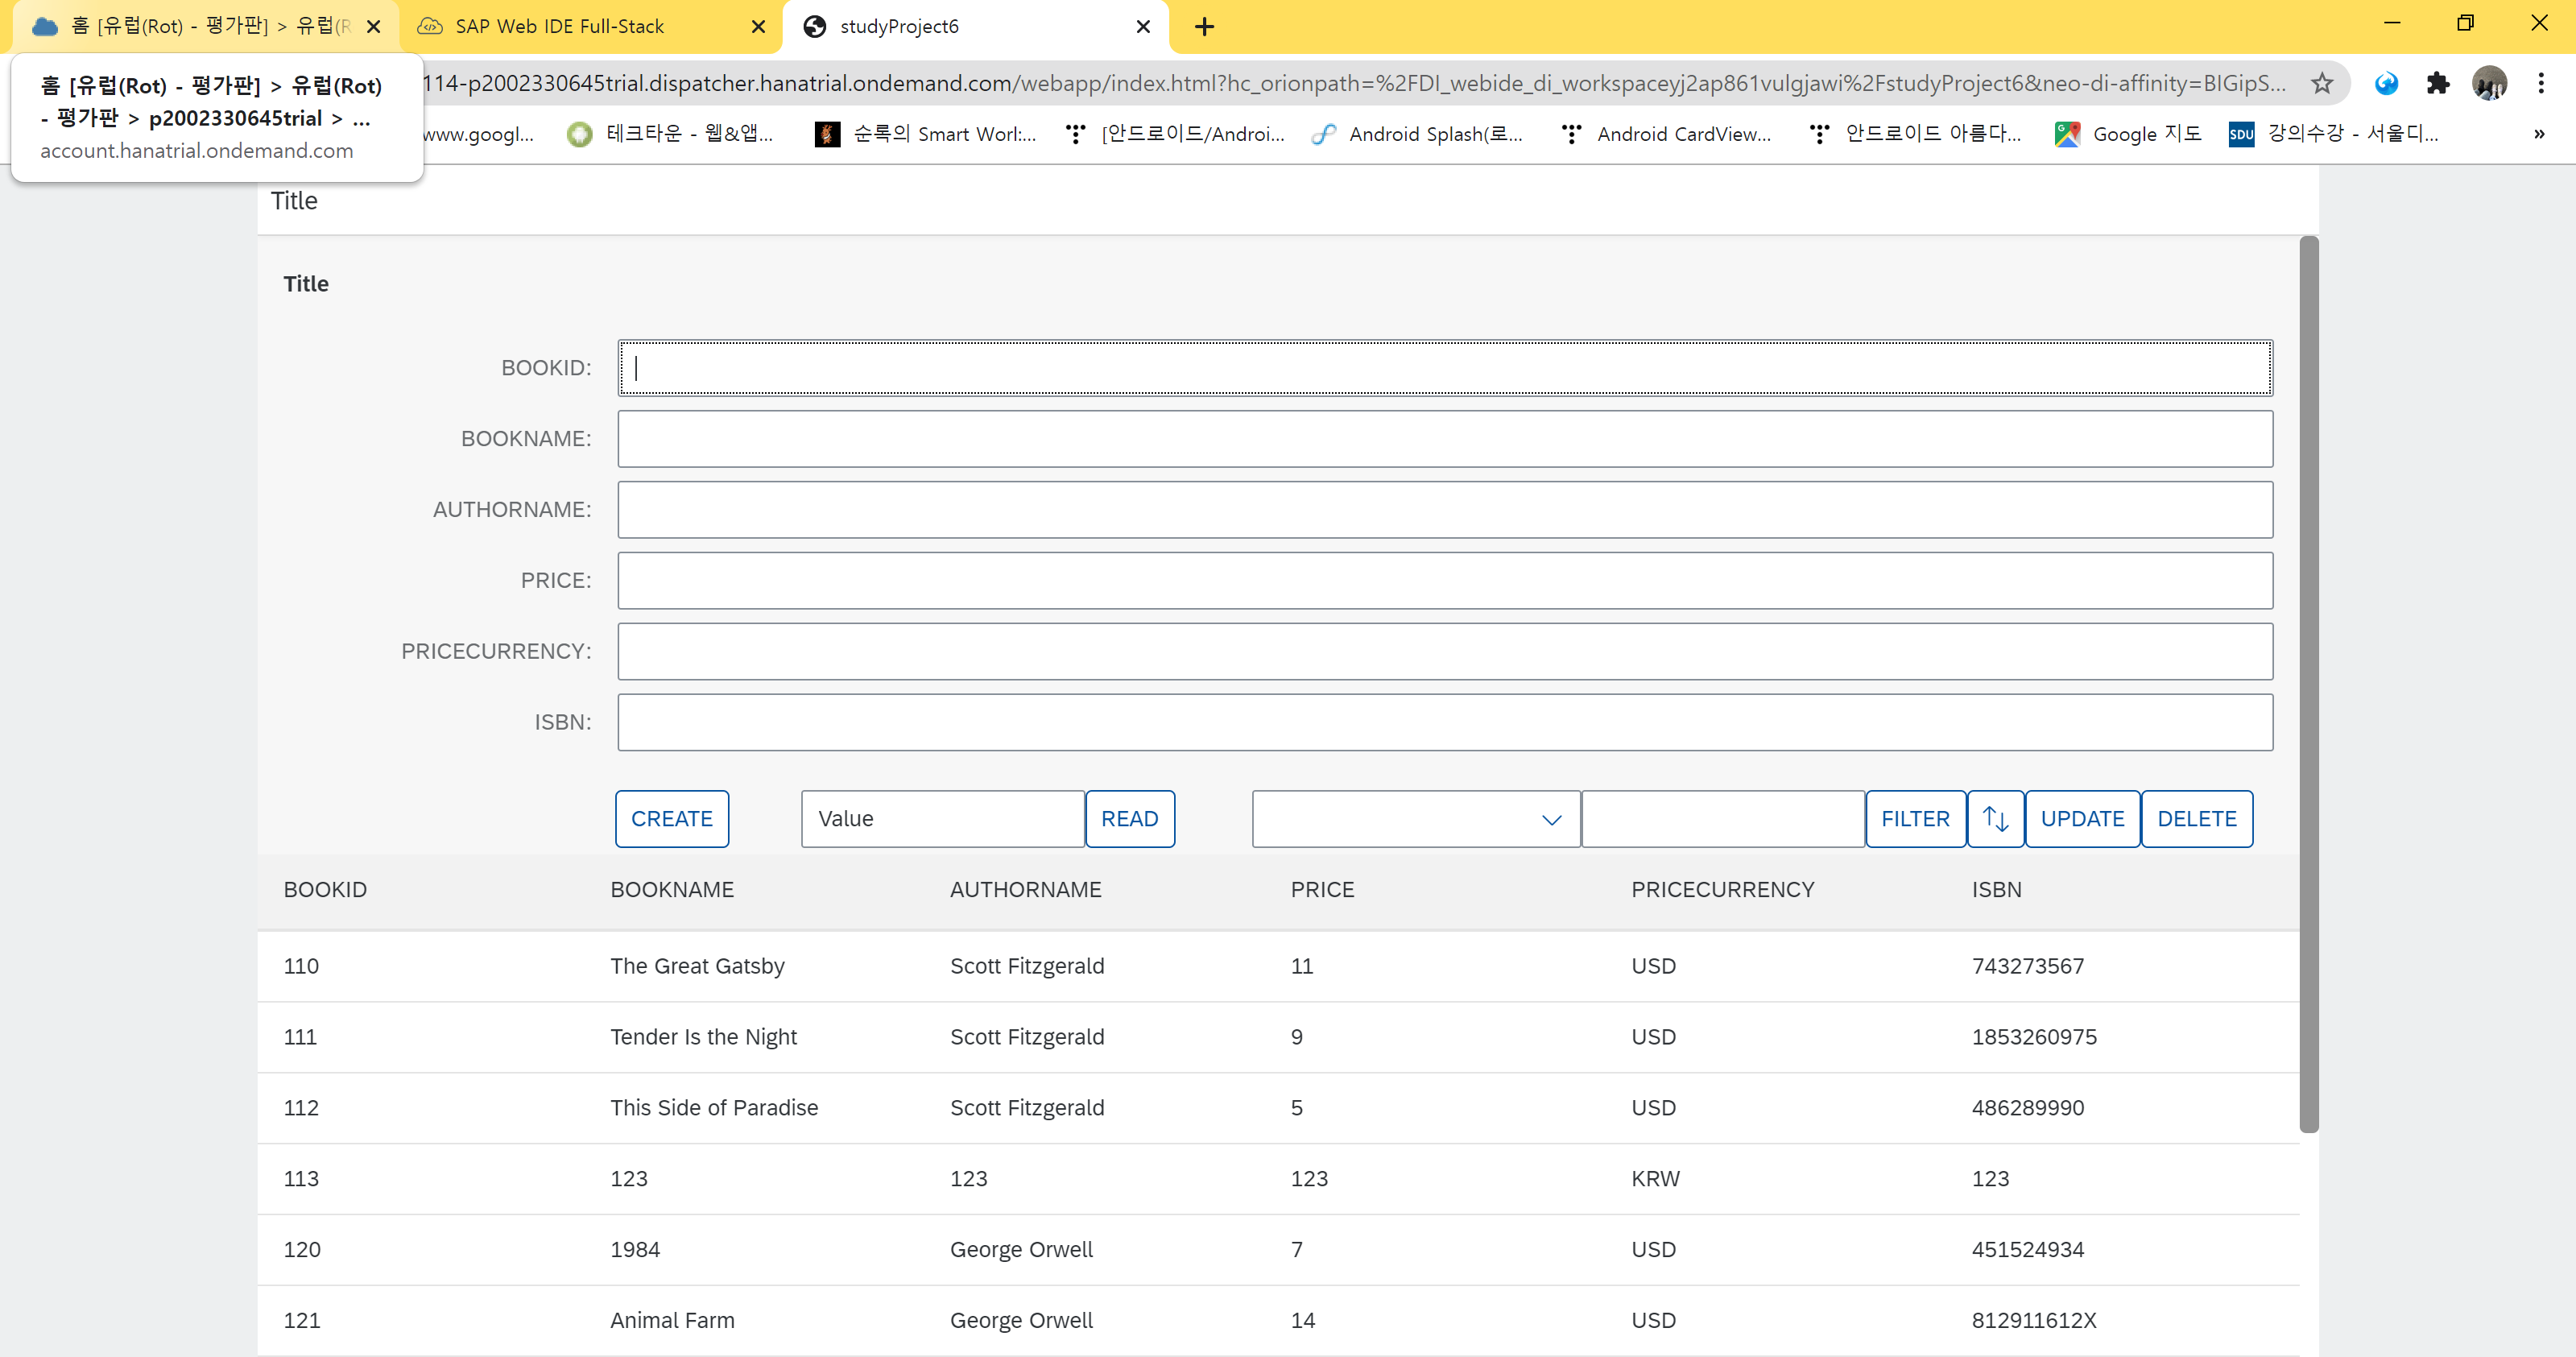 홈 [유럽(Rot) - 평가판] > 유럽(R
SAP Web IDE Full-Stack
studyProject6
홈 [유럽(Rot) - 평가판] > 유럽(Rot)
- 평가판 > p2002330645trial > ...
account.hanatrial.ondemand.com
114-p2002330645trial.dispatcher.hanatrial.ondemand.com/webapp/index.html?hc_orionpath=%2FDI_webide_di_workspaceyj2ap861vulgjawi%2FstudyProject6&neo-di-affinity=BIGipS...
www.googl...
테크타운 - 웹&앱...
순록의 Smart Worl:...
[안드로이드/Androi...
Android Splash(로...
Android CardView...
안드로이드 아름다...
Google 지도
SDU 강의수강 - 서울디...
»
Title
Title
BOOKID:
BOOKNAME:
AUTHORNAME:
PRICE:
PRICECURRENCY:
ISBN:
CREATE Value READ FILTER UPDATE DELETE
BOOKID BOOKNAME AUTHORNAME PRICE PRICECURRENCY ISBN
110 The Great Gatsby Scott Fitzgerald 11 USD 743273567
111 Tender Is the Night Scott Fitzgerald 9 USD 1853260975
112 This Side of Paradise Scott Fitzgerald 5 USD 486289990
113 123 123 123 KRW 123
120 1984 George Orwell 7 USD 451524934
121 Animal Farm George Orwell 14 USD 812911612X